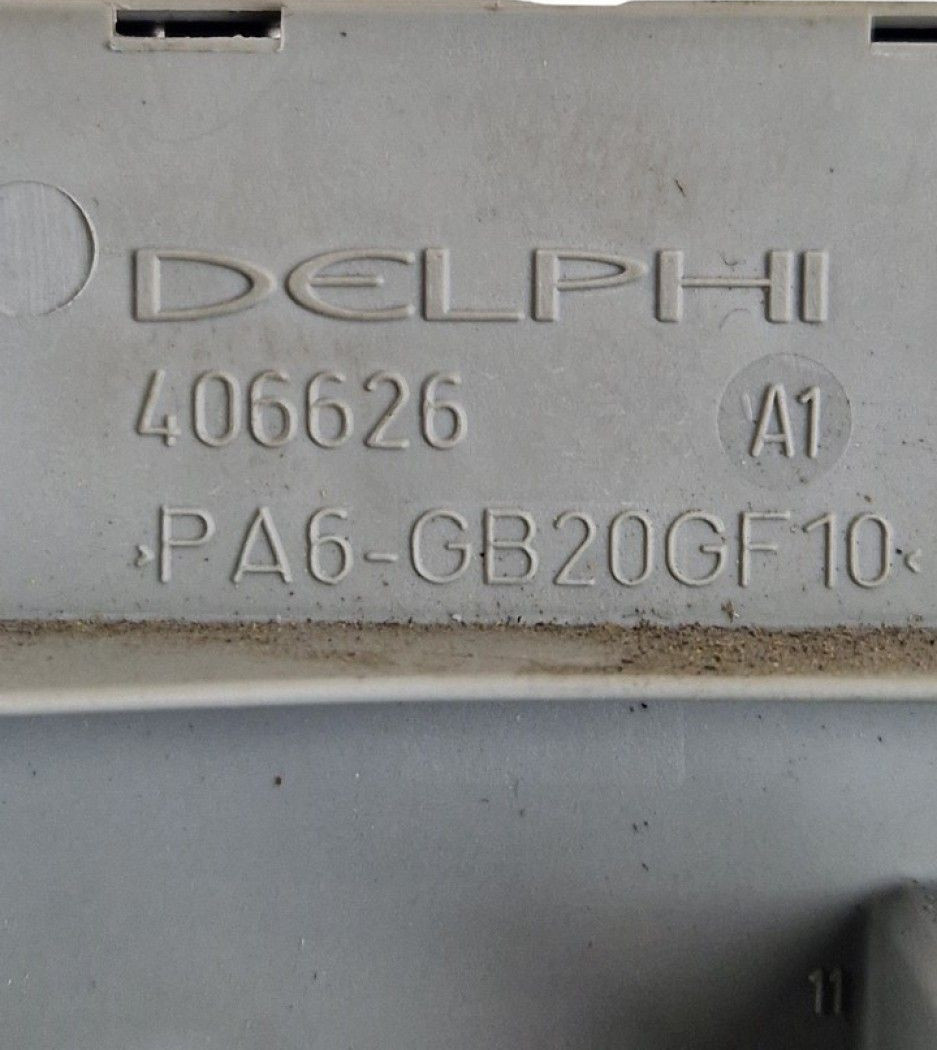 DELPHI
406626 A1
>PA6-GB20GF10<
11